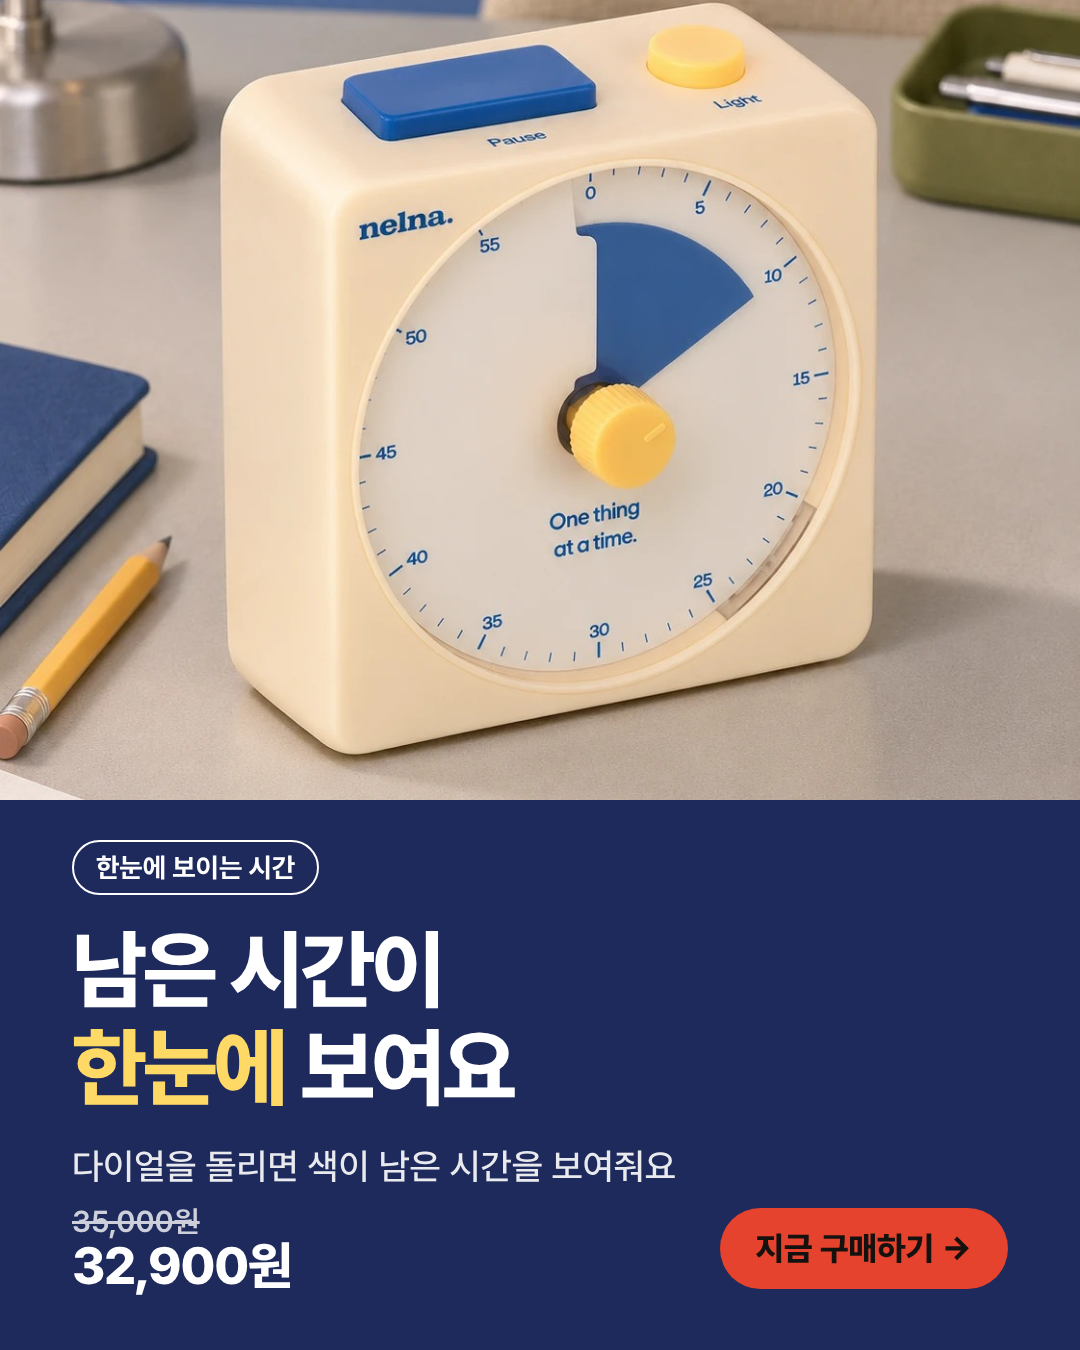 Pause
Light
nelna.
0
5
10
15
20
25
30
35
40
45
50
55
One thing
at a time.
한눈에 보이는 시간
남은 시간이
한눈에 보여요
다이얼을 돌리면 색이 남은 시간을 보여줘요
35,000원
32,900원
지금 구매하기 →